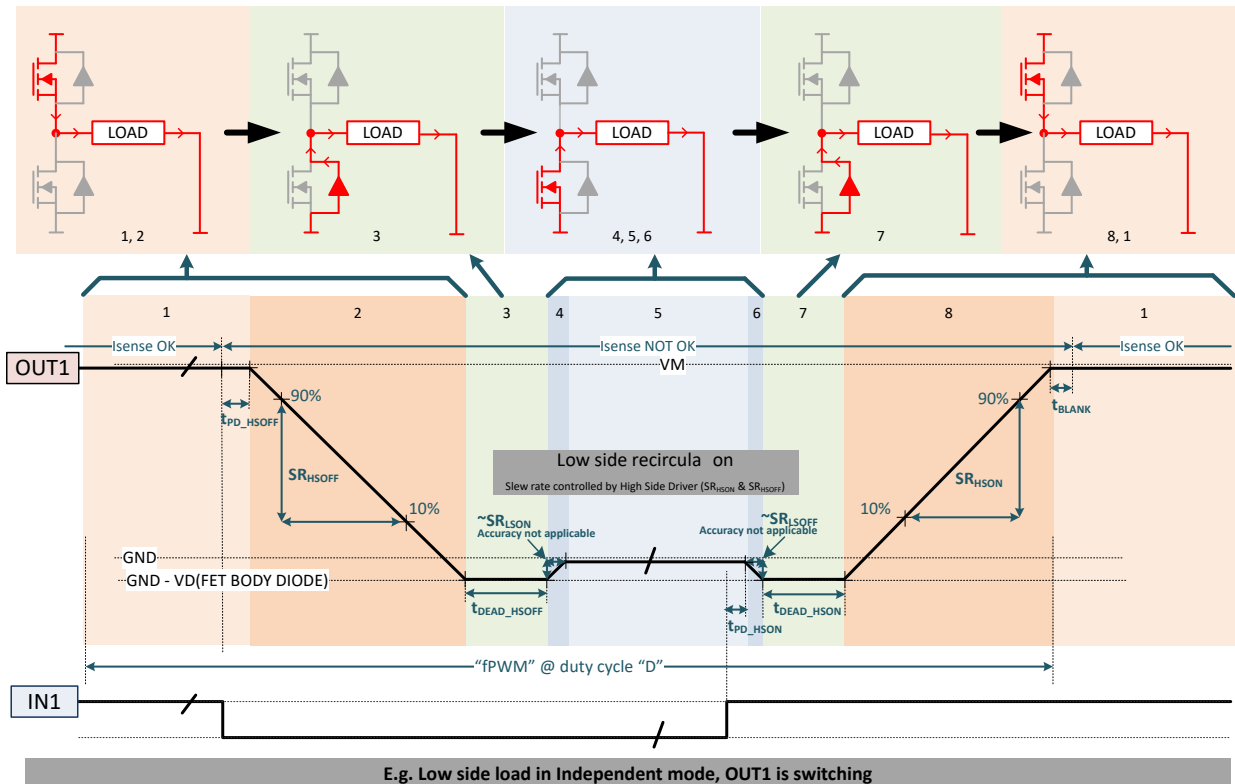 LOAD
LOAD
LOAD
LOAD
LOAD
1, 2
3
4, 5, 6
7
8, 1
1
2
3
4
5
6
7
8
1
Isense OK
Isense NOT OK
Isense OK
OUT1
VM
90%
90%
tPD_HSOFF
tBLANK
Low side recircula on
Slew rate controlled by High Side Driver (SRHSON & SRHSOFF)
SRHSOFF
SRHSON
10%
10%
~SRLSON
Accuracy not applicable
~SRLSOFF
Accuracy not applicable
GND
GND - VD(FET BODY DIODE)
tDEAD_HSOFF
tDEAD_HSON
tPD_HSON
“fPWM” @ duty cycle “D”
IN1
E.g. Low side load in Independent mode, OUT1 is switching